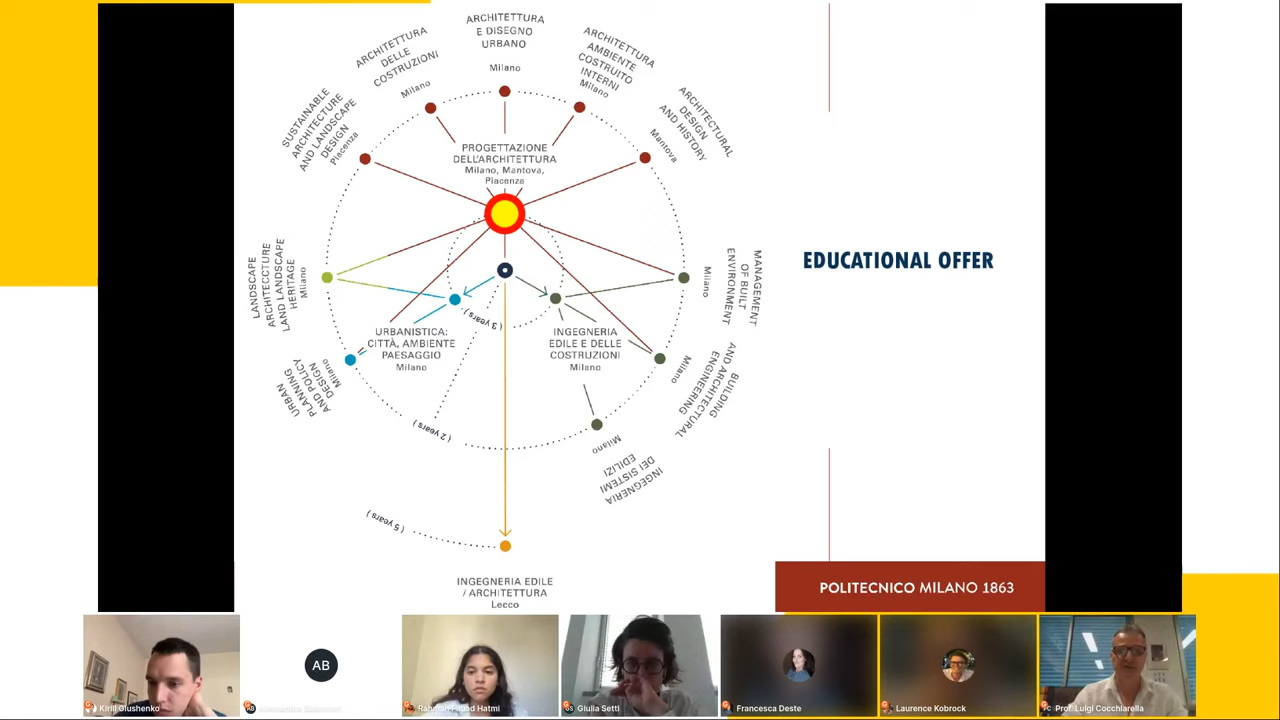 ARCHITETTURA
E DISEGNO
URBANO
Milano
ARCHITETTURA
DELLE
COSTRUZIONI
Milano
ARCHITETTURA
AMBIENTE
COSTRUITO
INTERNI
Milano
SUSTAINABLE
ARCHITECTURE
AND LANDSCAPE
DESIGN
Piacenza
ARCHITECTURAL
DESIGN
AND HISTORY
Mantova
PROGETTAZIONE
DELL'ARCHITETTURA
Milano, Mantova,
Piacenza
LANDSCAPE
ARCHITECTURE
LAND LANDSCAPE
HERITAGE
Milano
MANAGEMENT
OF BUILT
ENVIRONMENT
Milano
EDUCATIONAL OFFER
( 3 years )
URBANISTICA:
CITTÀ, AMBIENTE
PAESAGGIO
Milano
INGEGNERIA
EDILE E DELLE
COSTRUZIONI
Milano
URBAN
PLANNING
AND POLICY
DESIGN
Milano
BUILDING
AND ARCHITECTURAL
ENGINEERING
Milano
( 2 years )
INGEGNERIA
DEI SISTEMI
EDILIZI
Milano
( 5 years )
INGEGNERIA EDILE
/ ARCHITETTURA
Lecco
POLITECNICO MILANO 1863
AB
Kirill Glushenko
AB
Giulia Setti
Francesca Deste
Laurence Kobrock
Prof. Luigi Cocchiarella